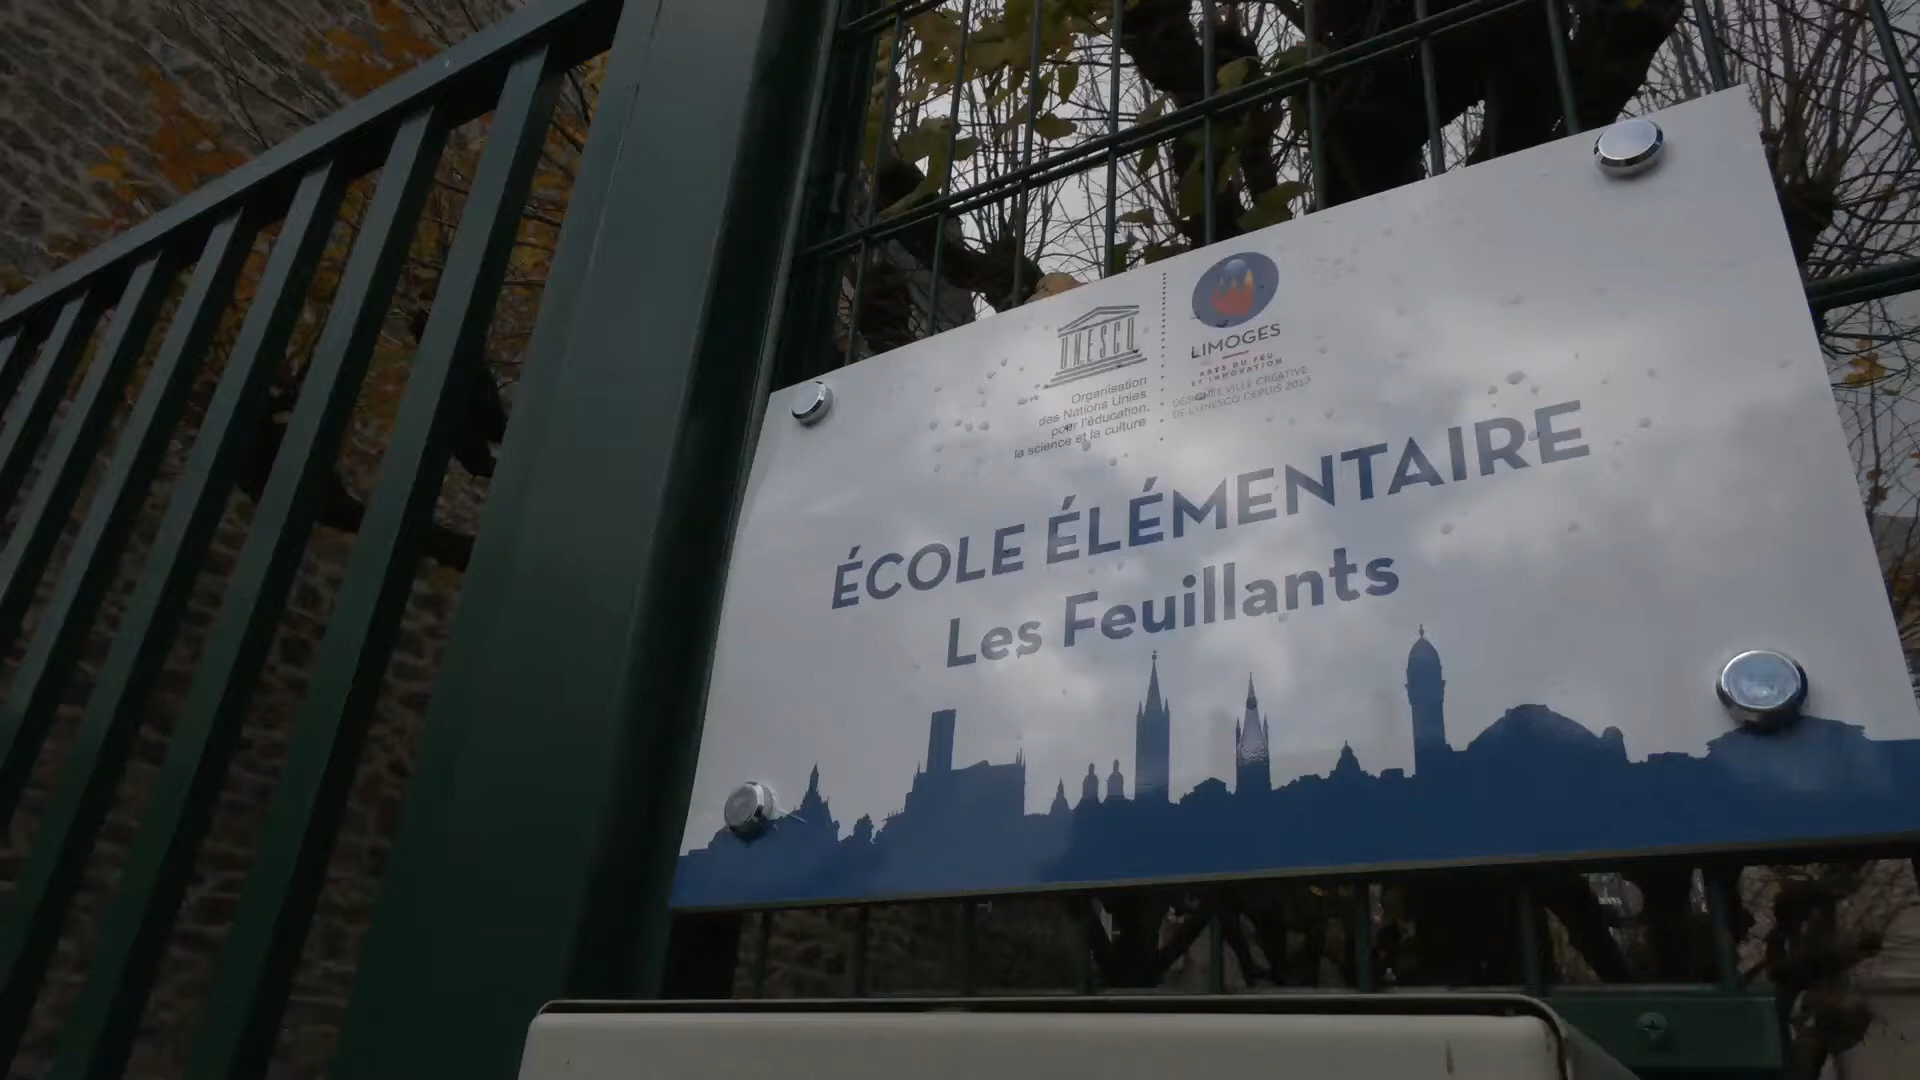 UNESCO
Organisation
des Nations Unies
pour l'éducation,
la science et la culture
LIMOGES
ARTS DU FEU
ET INNOVATION
DÉSIGNÉE VILLE CRÉATIVE
DE L'UNESCO DEPUIS 2017
ÉCOLE ÉLÉMENTAIRE
Les Feuillants